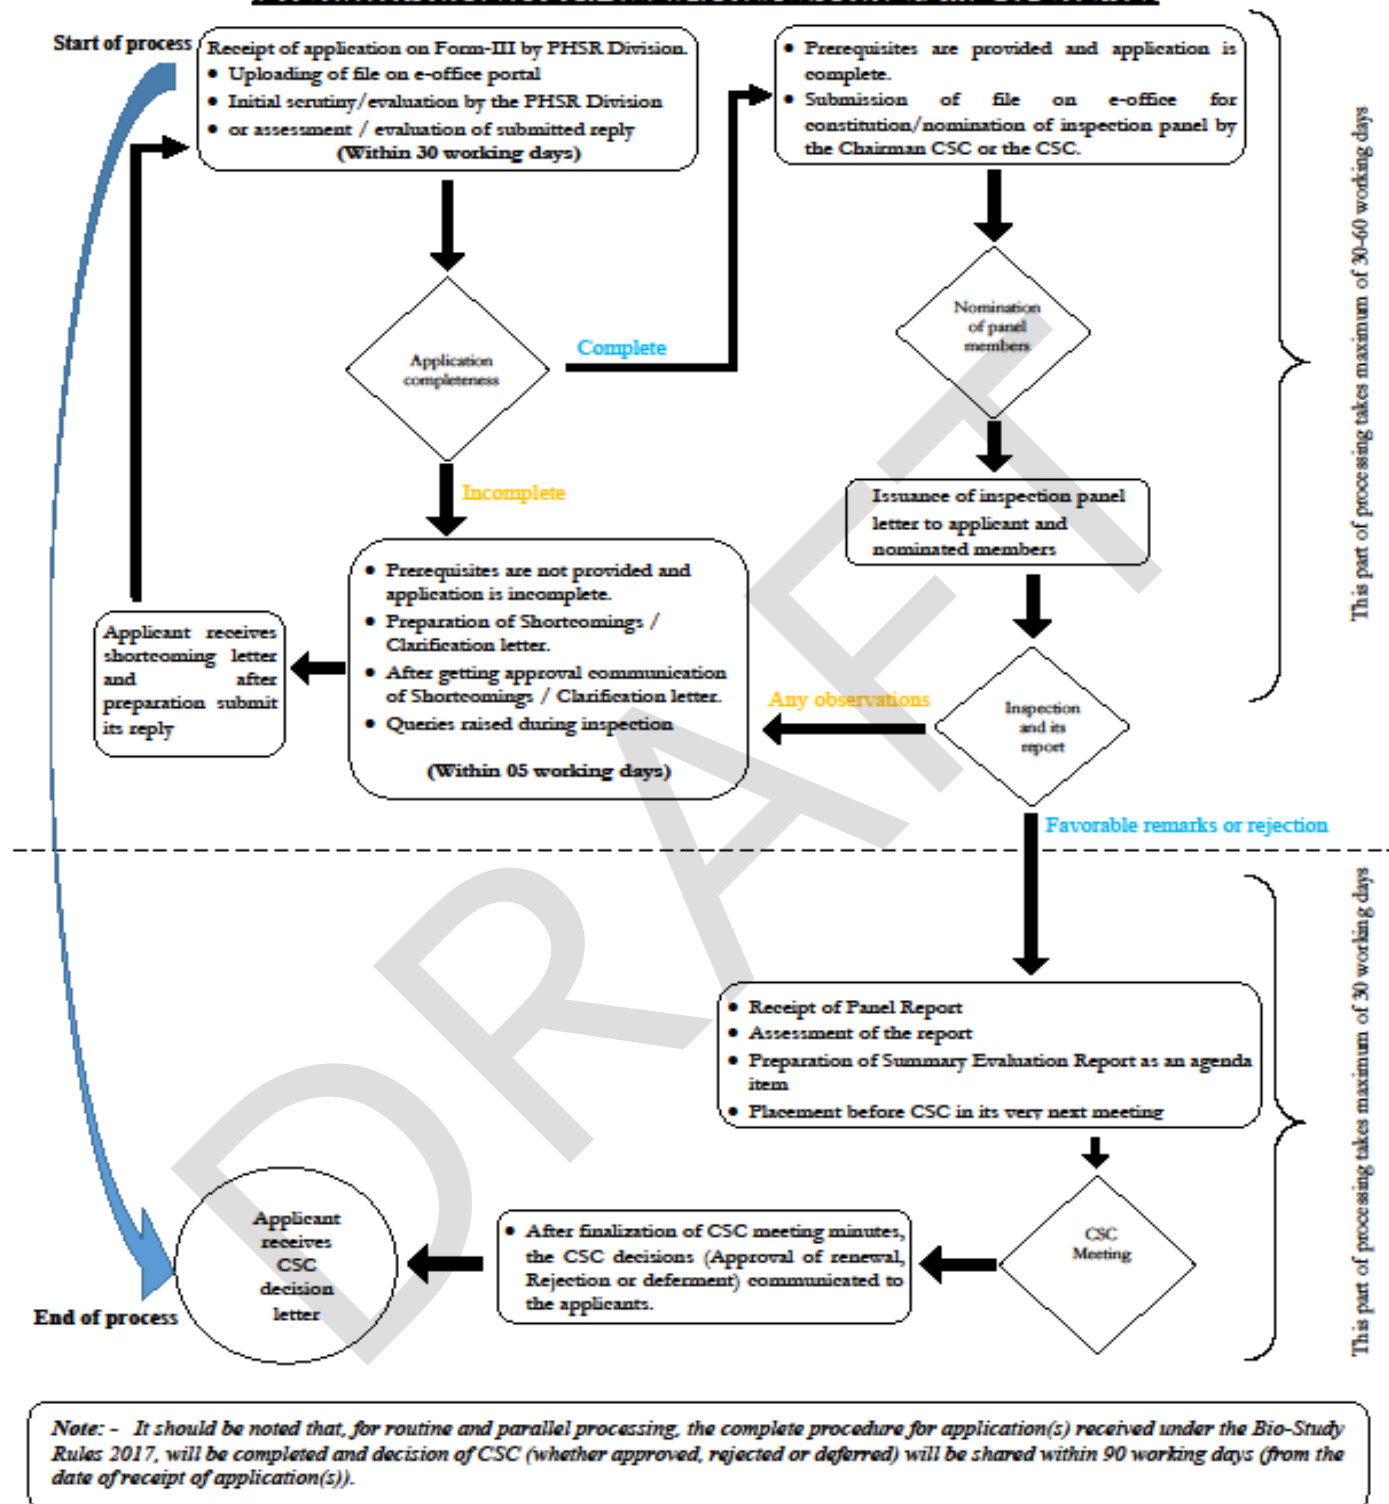 Start of process
Receipt of application on Form-III by PHSR Division.
• Uploading of file on e-office portal
• Initial scrutiny/evaluation by the PHSR Division
• or assessment / evaluation of submitted reply
(Within 30 working days)
• Prerequisites are provided and application is
complete.
• Submission of file on e-office for
constitution/nomination of inspection panel by
the Chairman CSC or the CSC.
This part of processing takes maximum of 30-60 working days
Application
completeness
Complete
Nomination
of panel
members
Incomplete
Issuance of inspection panel
letter to applicant and
nominated members
• Prerequisites are not provided and
application is incomplete.
• Preparation of Shortcomings /
Clarification letter.
• After getting approval communication
of Shortcomings / Clarification letter.
• Queries raised during inspection
(Within 05 working days)
Applicant receives
shortcoming letter
and after
preparation submit
its reply
Any observations
Inspection
and its
report
Favorable remarks or rejection
• Receipt of Panel Report
• Assessment of the report
• Preparation of Summary Evaluation Report as an agenda
item
• Placement before CSC in its very next meeting
This part of processing takes maximum of 30 working days
CSC
Meeting
• After finalization of CSC meeting minutes,
the CSC decisions (Approval of renewal,
Rejection or deferment) communicated to
the applicants.
Applicant
receives
CSC
decision
letter
End of process
DRAFT
Note: - It should be noted that, for routine and parallel processing, the complete procedure for application(s) received under the Bio-Study
Rules 2017, will be completed and decision of CSC (whether approved, rejected or deferred) will be shared within 90 working days (from the
date of receipt of application(s)).